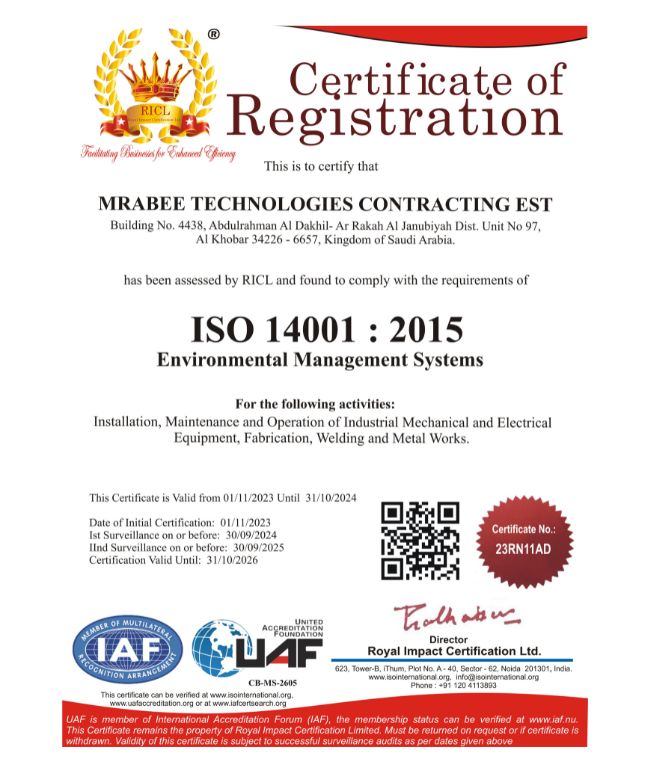 ®
RICL
Facilitating Businesses for Enhanced Efficiency
Certificate of
Registration
This is to certify that
MRABEE TECHNOLOGIES CONTRACTING EST
Building No. 4438, Abdulrahman Al Dakhil- Ar Rakah Al Janubiyah Dist. Unit No 97,
Al Khobar 34226 - 6657, Kingdom of Saudi Arabia.
has been assessed by RICL and found to comply with the requirements of
ISO 14001 : 2015
Environmental Management Systems
For the following activities:
Installation, Maintenance and Operation of Industrial Mechanical and Electrical
Equipment, Fabrication, Welding and Metal Works.
This Certificate is Valid from 01/11/2023 Until 31/10/2024
Date of Initial Certification: 01/11/2023
Ist Surveillance on or before: 30/09/2024
IInd Surveillance on or before: 30/09/2025
Certification Valid Until: 31/10/2026
Certificate No.:
23RN11AD
MEMBER OF MULTILATERAL
IAF
RECOGNITION ARRANGEMENT
UNITED
ACCREDITATION
FOUNDATION
UAF
CB-MS-2605
This certificate can be verified at www.isointernational.org,
www.uafaccreditation.org or at www.iafcertsearch.org
Director
Royal Impact Certification Ltd.
623, Tower-B, iThum, Plot No. A - 40, Sector - 62, Noida 201301, India.
www.isointernational.org, info@isointernational.org
Phone : +91 120 4113893
UAF is member of International Accreditation Forum (IAF), the membership status can be verified at www.iaf.nu.
This Certificate remains the property of Royal Impact Certification Limited. Must be returned on request or if certificate is
withdrawn. Validity of this certificate is subject to successful surveillance audits as per dates given above